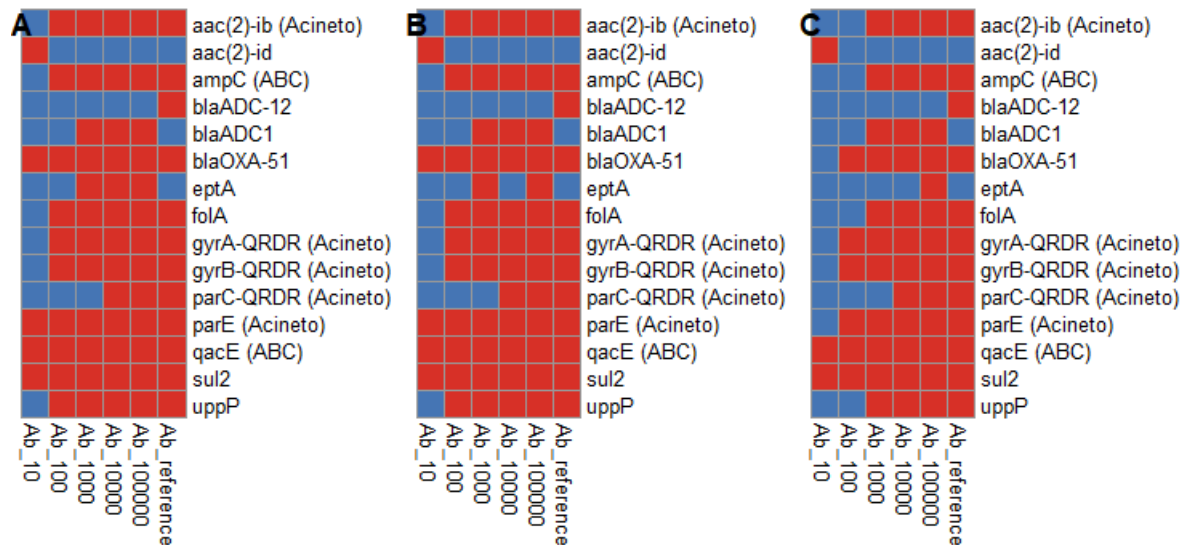 A
aac(2)-ib (Acineto)
aac(2)-id
ampC (ABC)
blaADC-12
blaADC1
blaOXA-51
eptA
folA
gyrA-QRDR (Acineto)
gyrB-QRDR (Acineto)
parC-QRDR (Acineto)
parE (Acineto)
qacE (ABC)
sul2
uppP
Ab_10
Ab_100
Ab_1000
Ab_10000
Ab_100000
Ab_reference
B
aac(2)-ib (Acineto)
aac(2)-id
ampC (ABC)
blaADC-12
blaADC1
blaOXA-51
eptA
folA
gyrA-QRDR (Acineto)
gyrB-QRDR (Acineto)
parC-QRDR (Acineto)
parE (Acineto)
qacE (ABC)
sul2
uppP
Ab_10
Ab_100
Ab_1000
Ab_10000
Ab_100000
Ab_reference
C
aac(2)-ib (Acineto)
aac(2)-id
ampC (ABC)
blaADC-12
blaADC1
blaOXA-51
eptA
folA
gyrA-QRDR (Acineto)
gyrB-QRDR (Acineto)
parC-QRDR (Acineto)
parE (Acineto)
qacE (ABC)
sul2
uppP
Ab_10
Ab_100
Ab_1000
Ab_10000
Ab_100000
Ab_reference